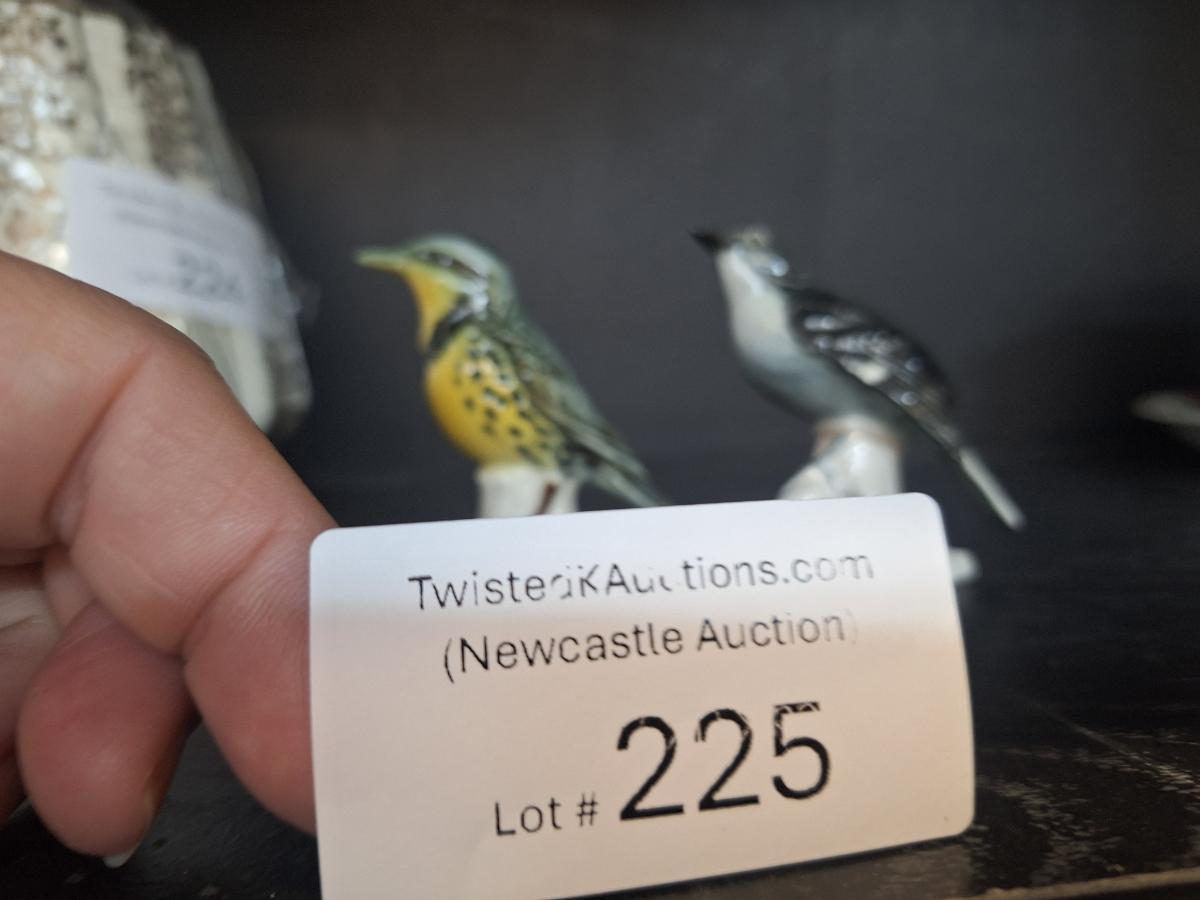 TwistedKAuctions.com
(Newcastle Auction)
Lot # 225